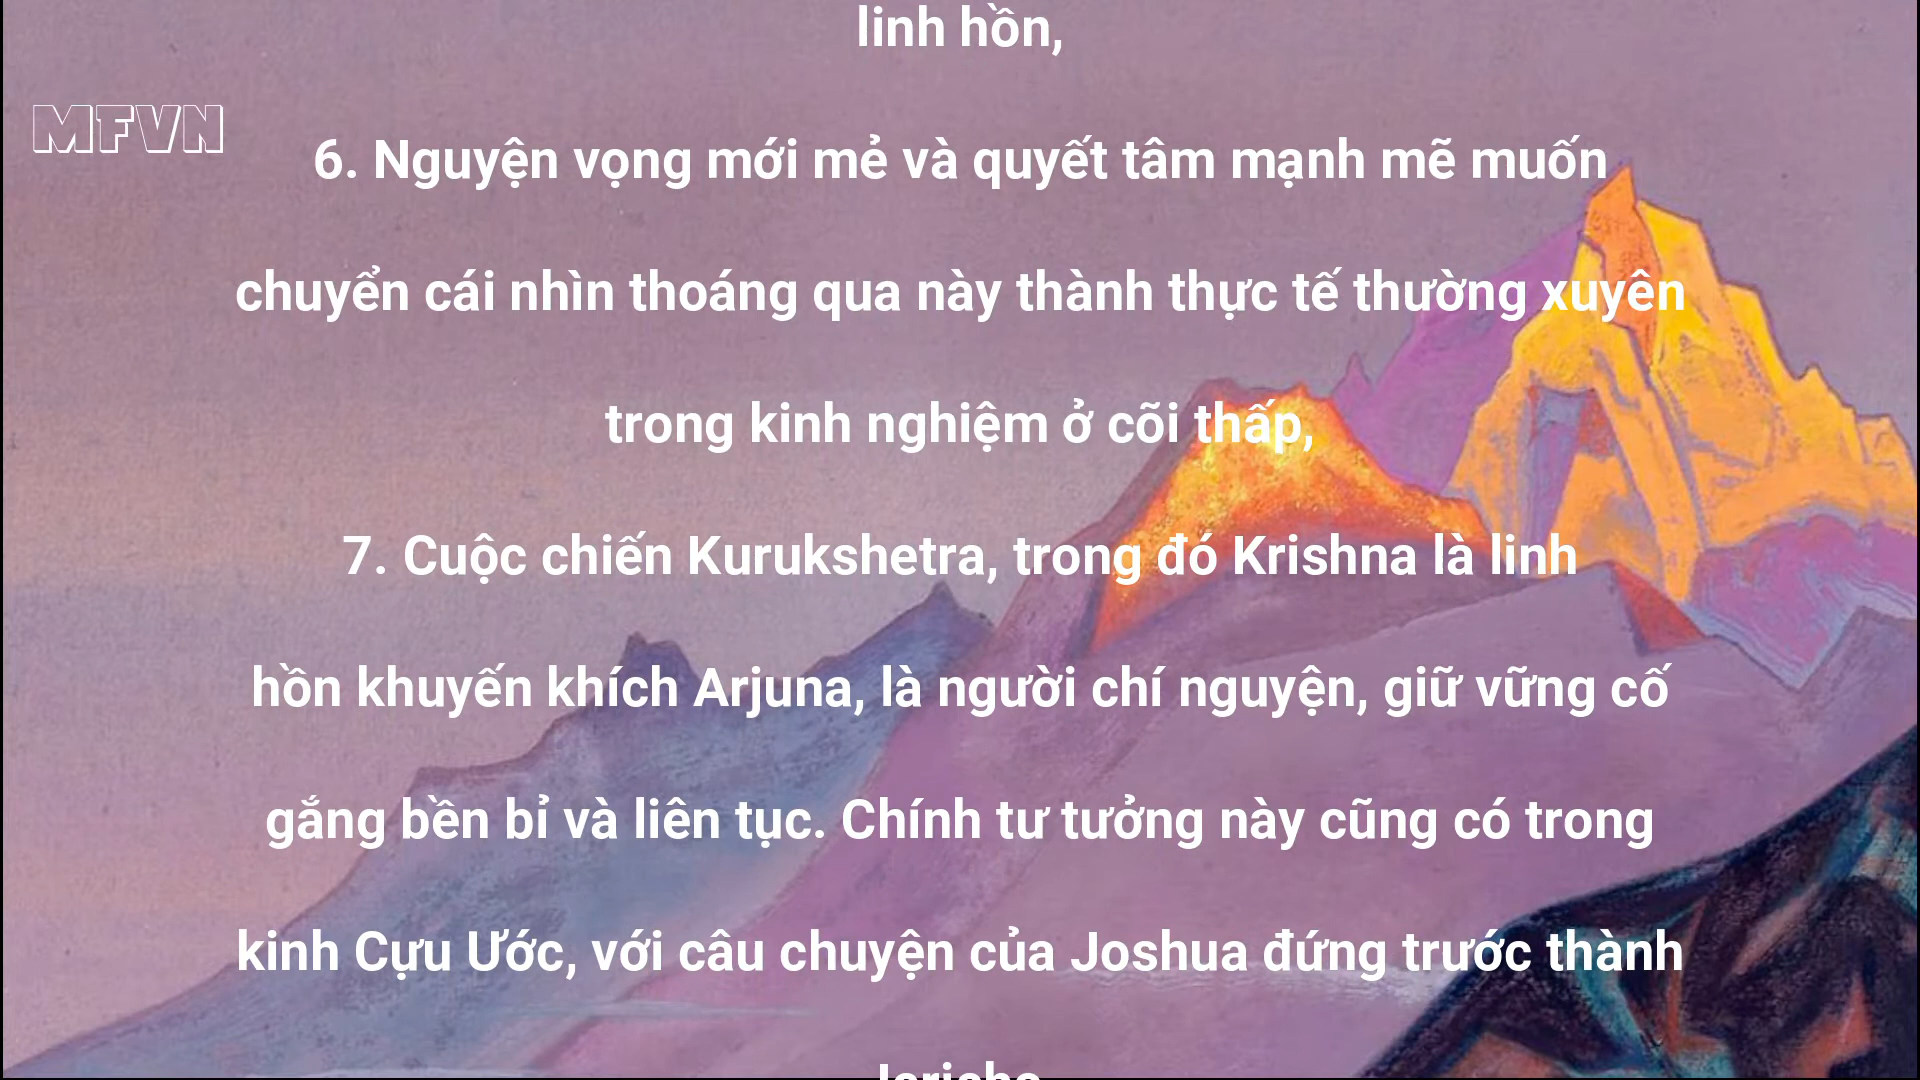 linh hồn,
MFVN
6. Nguyện vọng mới mẻ và quyết tâm mạnh mẽ muốn
chuyển cái nhìn thoáng qua này thành thực tế thường xuyên
trong kinh nghiệm ở cõi thấp,
7. Cuộc chiến Kurukshetra, trong đó Krishna là linh
hồn khuyến khích Arjuna, là người chí nguyện, giữ vững cố
gắng bền bỉ và liên tục. Chính tư tưởng này cũng có trong
kinh Cựu Ước, với câu chuyện của Joshua đứng trước thành